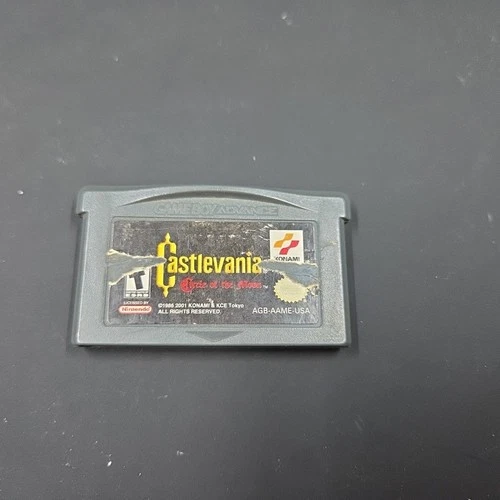 GAME BOY ADVANCE
Castlevania
Circle of the Moon
KONAMI
T
ESRB
LICENSED BY
Nintendo
©1986 2001 KONAMI & KCE Tokyo
ALL RIGHTS RESERVED.
AGB-AAME-USA